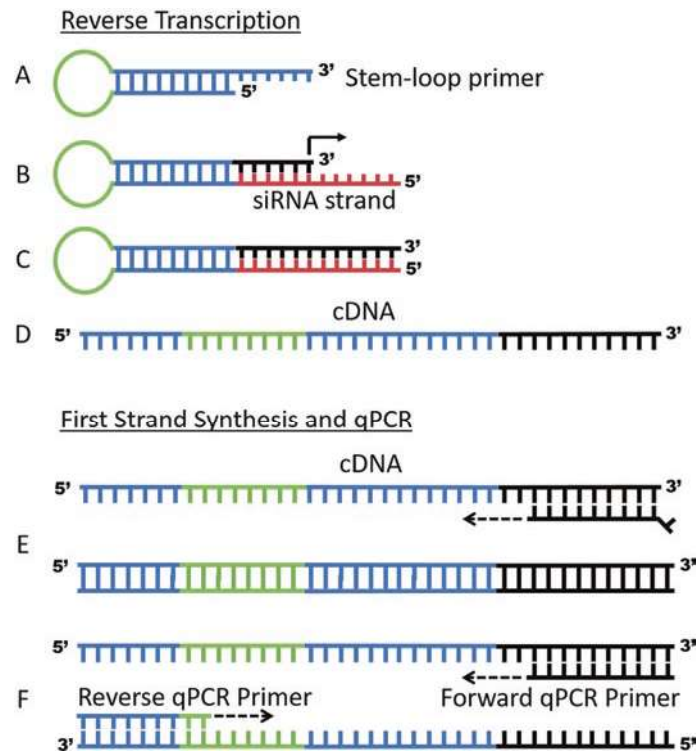 Reverse Transcription
A
3'
Stem-loop primer
5'
B
3'
5'
siRNA strand
C
3'
5'
cDNA
D
5'
3'
First Strand Synthesis and qPCR
cDNA
5'
3'
E
5'
3'
5'
3'
F
Reverse qPCR Primer
Forward qPCR Primer
3'
5'